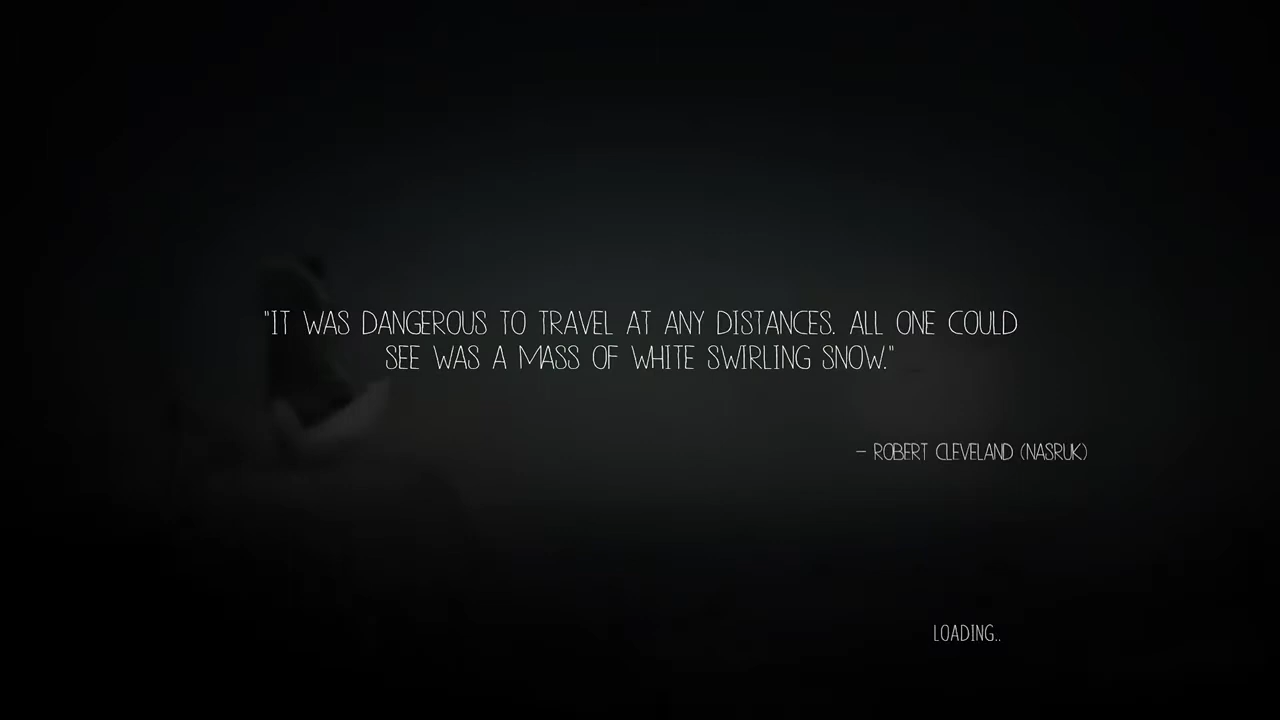 "IT WAS DANGEROUS TO TRAVEL AT ANY DISTANCES. ALL ONE COULD
SEE WAS A MASS OF WHITE SWIRLING SNOW."
— ROBERT CLEVELAND (NASRUK)
LOADING..